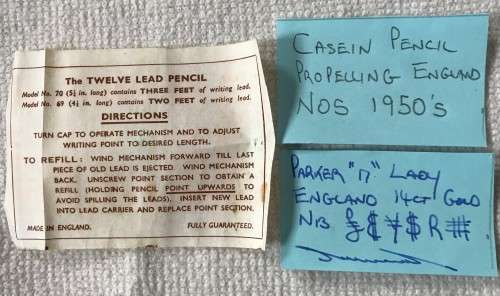 The TWELVE LEAD PENCIL
Model No. 70 (5¼ in. long) contains THREE FEET of writing lead.
Model No. 69 (4½ in. long) contains TWO FEET of writing lead.
DIRECTIONS
TURN CAP TO OPERATE MECHANISM AND TO ADJUST
WRITING POINT TO DESIRED LENGTH.
TO REFILL: WIND MECHANISM FORWARD TILL LAST
PIECE OF OLD LEAD IS EJECTED WIND MECHANISM
BACK. UNSCREW POINT SECTION TO OBTAIN A
REFILL (HOLDING PENCIL POINT UPWARDS TO
AVOID SPILLING THE LEADS), INSERT NEW LEAD
INTO LEAD CARRIER AND REPLACE POINT SECTION.
MADE IN ENGLAND. FULLY GUARANTEED.
CASEIN PENCIL
PROPELLING ENGLAND
NOS 1950's
PARKER "17" LADY
ENGLAND 14CT GOLD
NIB